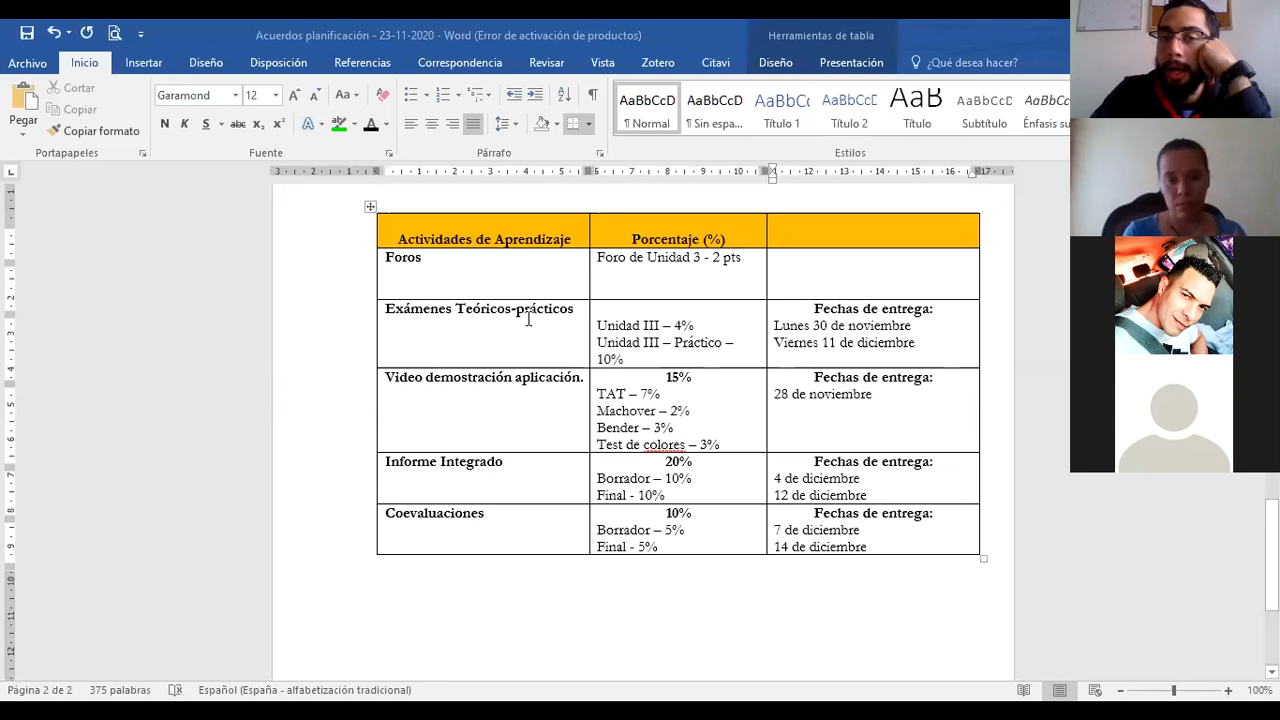 Acuerdos planificación - 23-11-2020 - Word (Error de activación de productos)
Herramientas de tabla
Archivo Inicio Insertar Diseño Disposición Referencias Correspondencia Revisar Vista Zotero Citavi Diseño Presentación ¿Qué desea hacer?
Pegar
Cortar
Copiar
Copiar formato
Portapapeles
Garamond 12
N K S abc x₂ x²
Fuente
Párrafo
AaBbCcD AaBbCcD AaBbCcI AaBbCcD AaB AaBbCcD AaBbCcD
¶ Normal ¶ Sin espa... Título 1 Título 2 Título Subtítulo Énfasis su
Estilos
Actividades de Aprendizaje Porcentaje (%)
Foros
Foro de Unidad 3 - 2 pts
Exámenes Teóricos-prácticos
Unidad III – 4%
Unidad III – Práctico –
10%
Fechas de entrega:
Lunes 30 de noviembre
Viernes 11 de diciembre
Video demostración aplicación.
15%
TAT – 7%
Machover – 2%
Bender – 3%
Test de colores – 3%
Fechas de entrega:
28 de noviembre
Informe Integrado
20%
Borrador – 10%
Final - 10%
Fechas de entrega:
4 de diciembre
12 de diciembre
Coevaluaciones
10%
Borrador – 5%
Final - 5%
Fechas de entrega:
7 de diciembre
14 de diciembre
Página 2 de 2 375 palabras Español (España - alfabetización tradicional) 100%